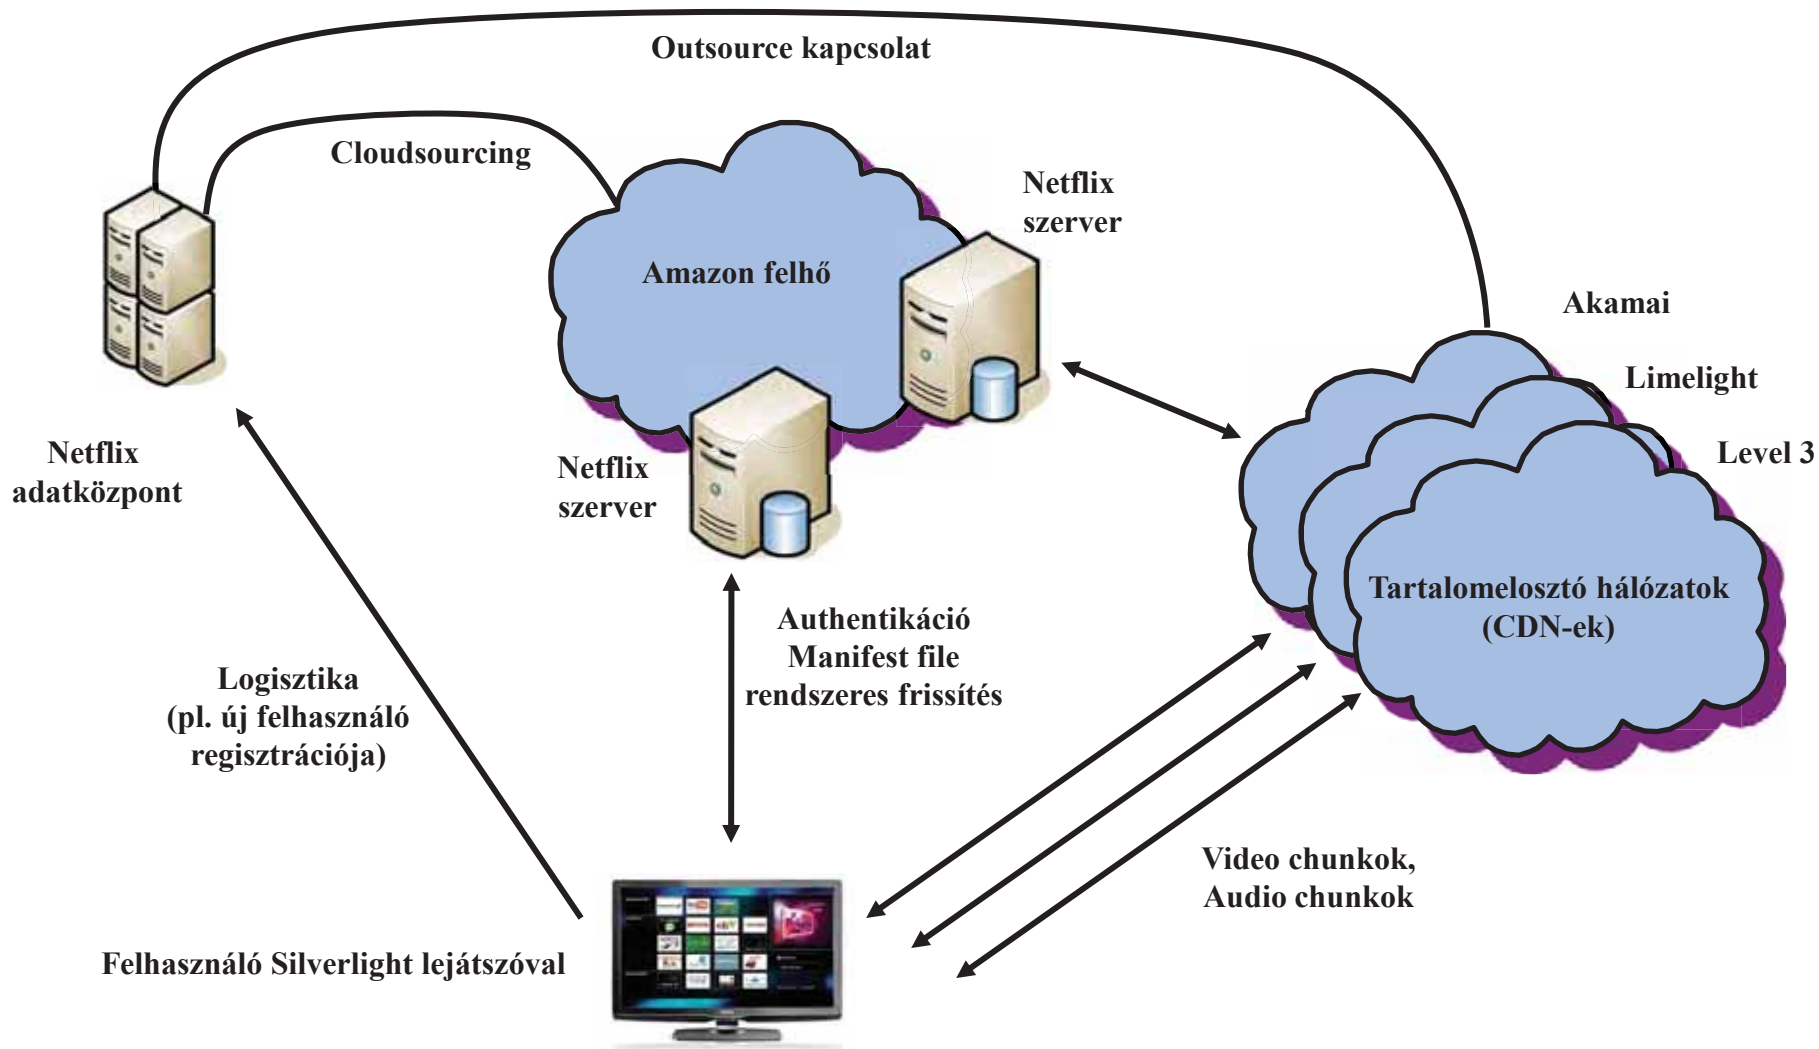 Outsource kapcsolat
Cloudsourcing
Netflix
szerver
Amazon felhő
Akamai
Limelight
Level 3
Netflix
adatközpont
Netflix
szerver
Tartalomelosztó hálózatok
(CDN-ek)
Authentikáció
Manifest file
rendszeres frissítés
Logisztika
(pl. új felhasználó
regisztrációja)
Video chunkok,
Audio chunkok
Felhasználó Silverlight lejátszóval